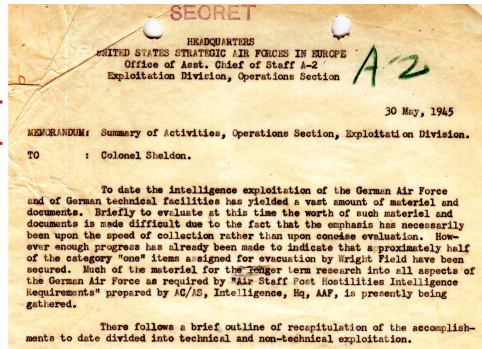 SECRET
HEADQUARTERS
UNITED STATES STRATEGIC AIR FORCES IN EUROPE
Office of Asst. Chief of Staff A-2
Exploitation Division, Operations Section
A-2
30 May, 1945
MEMORANDUM: Summary of Activities, Operations Section, Exploitation Division.
TO : Colonel Sheldon.
To date the intelligence exploitation of the German Air Force
and of German technical facilities has yielded a vast amount of materiel and
documents. Briefly to evaluate at this time the worth of such materiel and
documents is made difficult due to the fact that the emphasis has necessarily
been upon the speed of collection rather than upon concise evaluation. How-
ever enough progress has already been made to indicate that approximately half
of the category "one" items assigned for evacuation by Wright Field have been
secured. Much of the materiel for the longer term research into all aspects of
the German Air Force as required by "Air Staff Post Hostilities Intelligence
Requirements" prepared by AC/AS, Intelligence, Hq, AAF, is presently being
gathered.
There follows a brief outline of recapitulation of the accomplish-
ments to date divided into technical and non-technical exploitation.